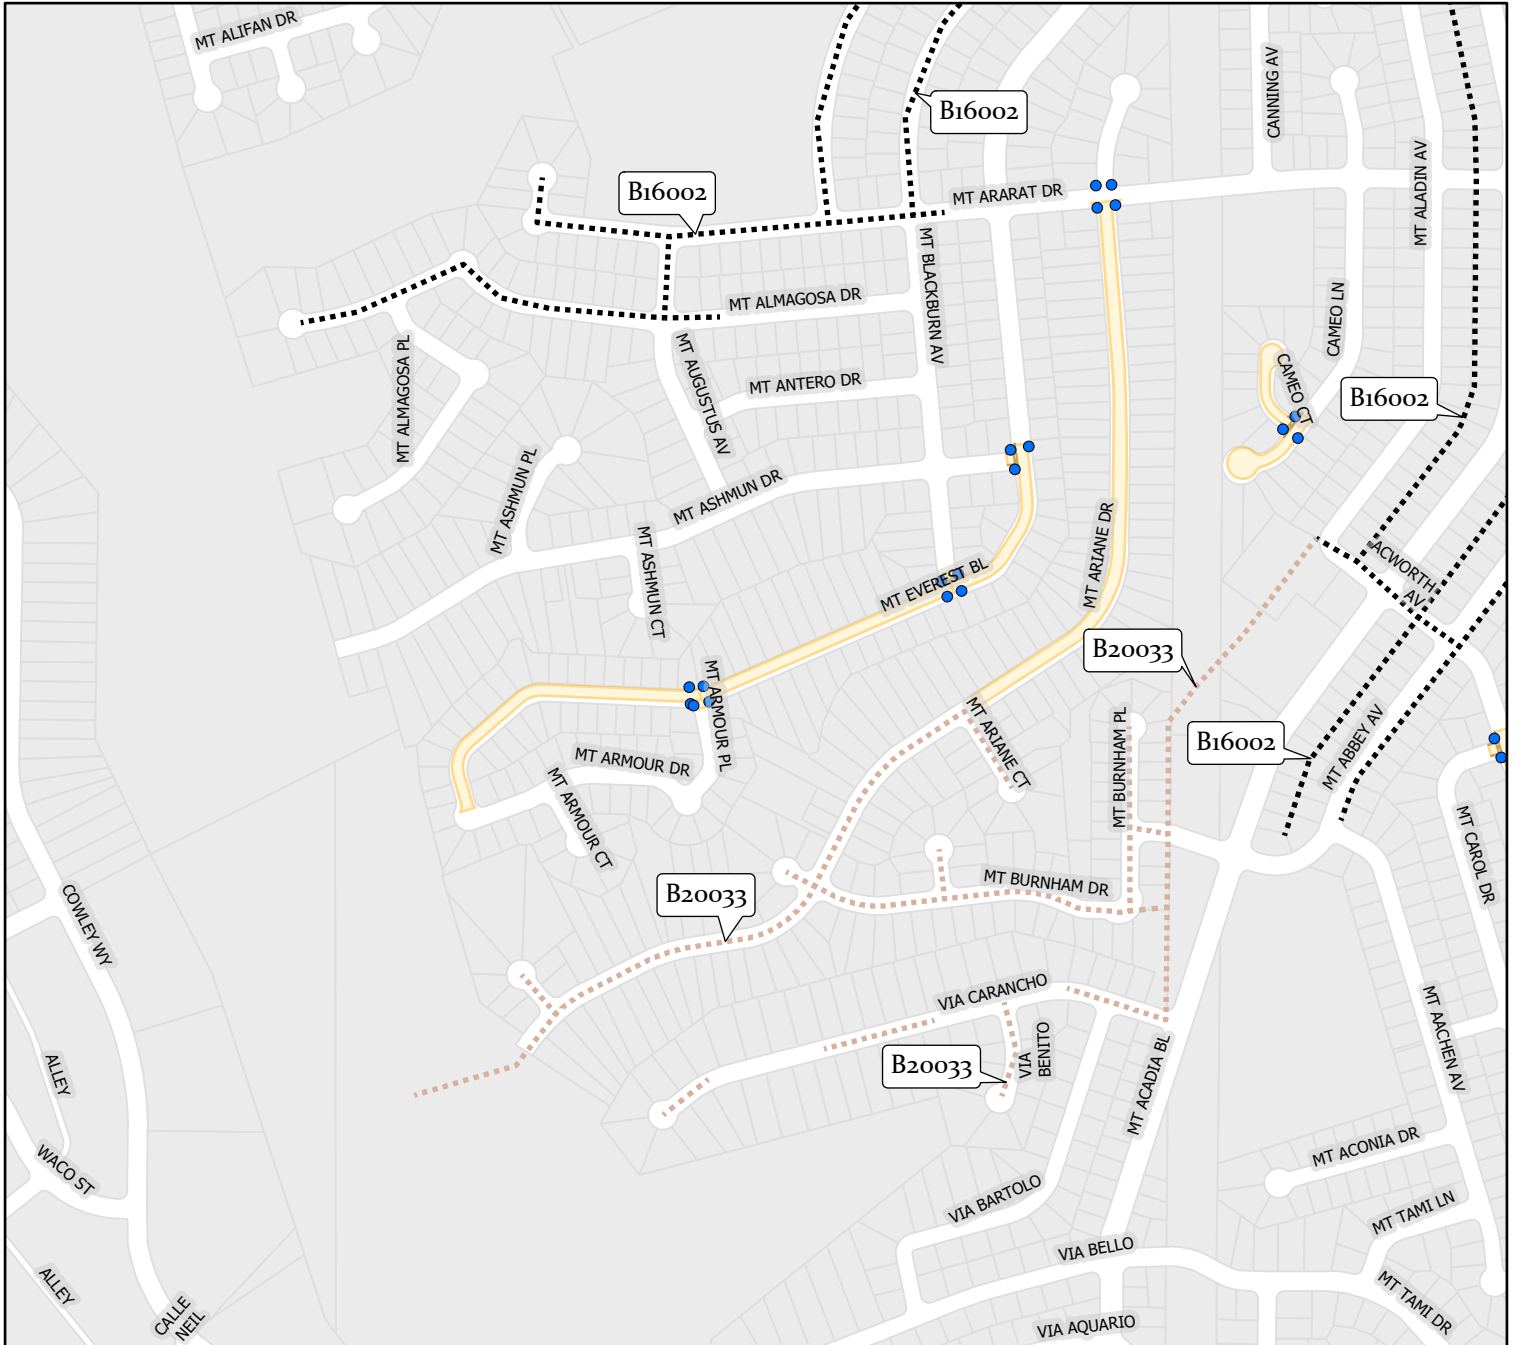 MT ALIFAN DR
B16002
CANNING AV
MT ALADIN AV
B16002
MT ARARAT DR
MT BLACKBURN AV
MT ALMAGOSA DR
CAMEO LN
CAMEO CT
B16002
MT ALMAGOSA PL
MT AUGUSTUS AV
MT ANTERO DR
MT ASHMUN PL
MT ASHMUN DR
MT ASHMUN CT
MT EVEREST BL
MT ARIANE DR
ACWORTH
AV
B20033
MT ARMOUR PL
MT ARIANE CT
MT BURNHAM PL
B16002
MT ABBEY AV
MT ARMOUR DR
MT ARMOUR CT
MT CAROL DR
B20033
MT BURNHAM DR
COWLEY WY
VIA CARANCHO
VIA
BENITO
B20033
MT ACADIA BL
MT AACHEN AV
ALLEY
WACO ST
MT ACONIA DR
VIA BARTOLO
MT TAMI LN
VIA BELLO
ALLEY
CALLE
NEIL
MT TAMI DR
VIA AQUARIO